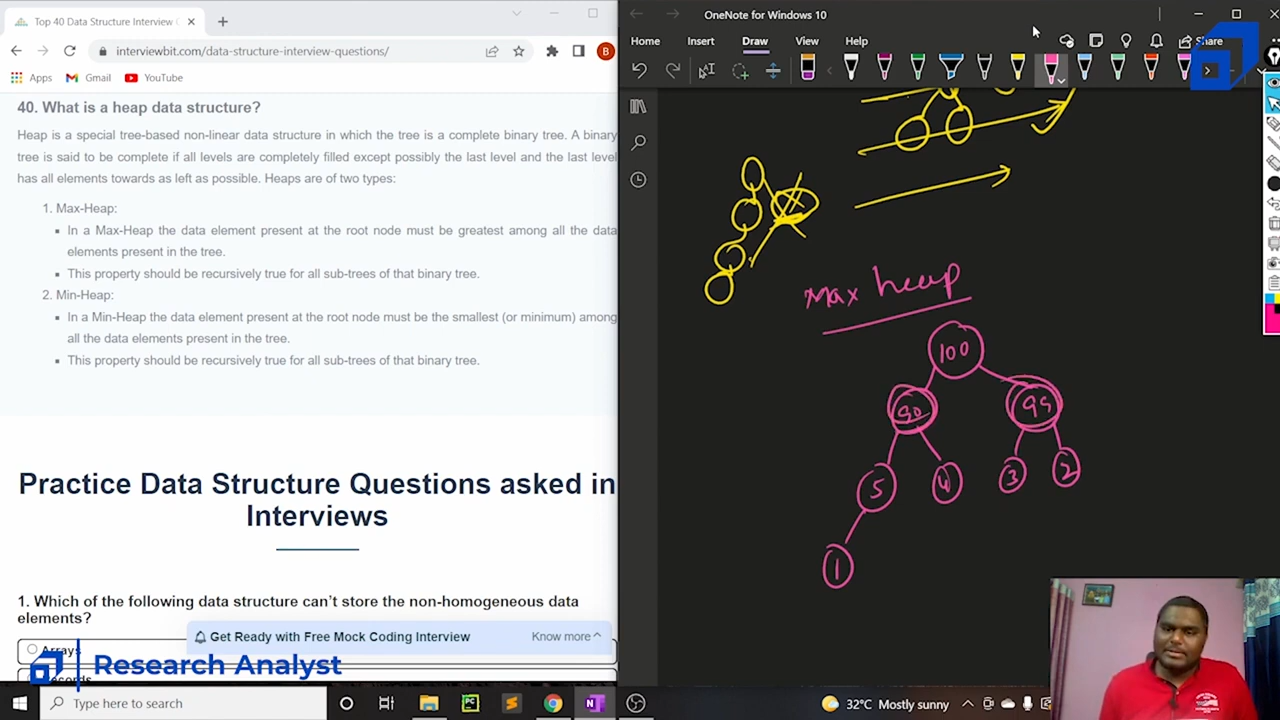 Top 40 Data Structure Interview
OneNote for Windows 10
interviewbit.com/data-structure-interview-questions/
B
Home Insert Draw View Help
Share
Apps Gmail YouTube
40. What is a heap data structure?
Heap is a special tree-based non-linear data structure in which the tree is a complete binary tree. A binary
tree is said to be complete if all levels are completely filled except possibly the last level and the last level
has all elements towards as left as possible. Heaps are of two types:
1. Max-Heap:
In a Max-Heap the data element present at the root node must be greatest among all the data
elements present in the tree.
This property should be recursively true for all sub-trees of that binary tree.
2. Min-Heap:
In a Min-Heap the data element present at the root node must be the smallest (or minimum) among
all the data elements present in the tree.
This property should be recursively true for all sub-trees of that binary tree.
Practice Data Structure Questions asked in
Interviews
1. Which of the following data structure can't store the non-homogeneous data
elements?
Arrays
Get Ready with Free Mock Coding Interview Know more
Research Analyst
Max heap
100
90
5 4 3 2
1
Type here to search
32°C Mostly sunny